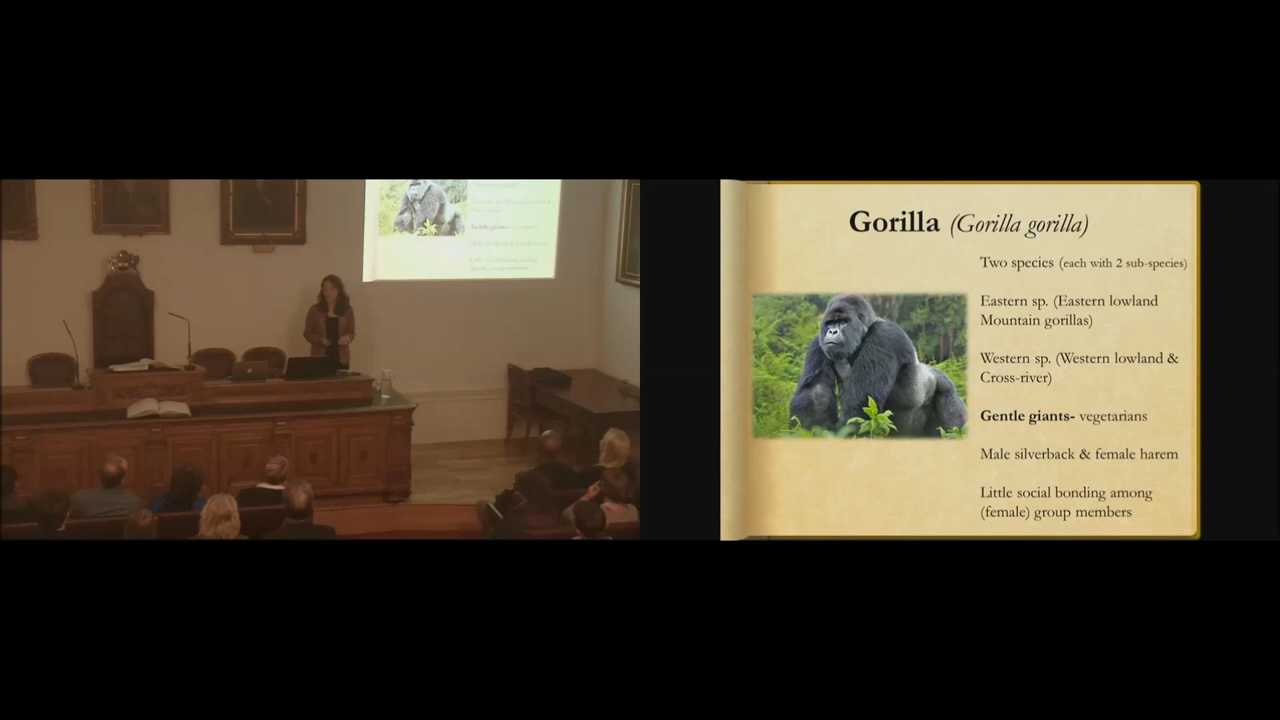 Gorilla (Gorilla gorilla)
Two species (each with 2 sub-species)
Eastern sp. (Eastern lowland
Mountain gorillas)
Western sp. (Western lowland &
Cross-river)
Gentle giants- vegetarians
Male silverback & female harem
Little social bonding among
(female) group members